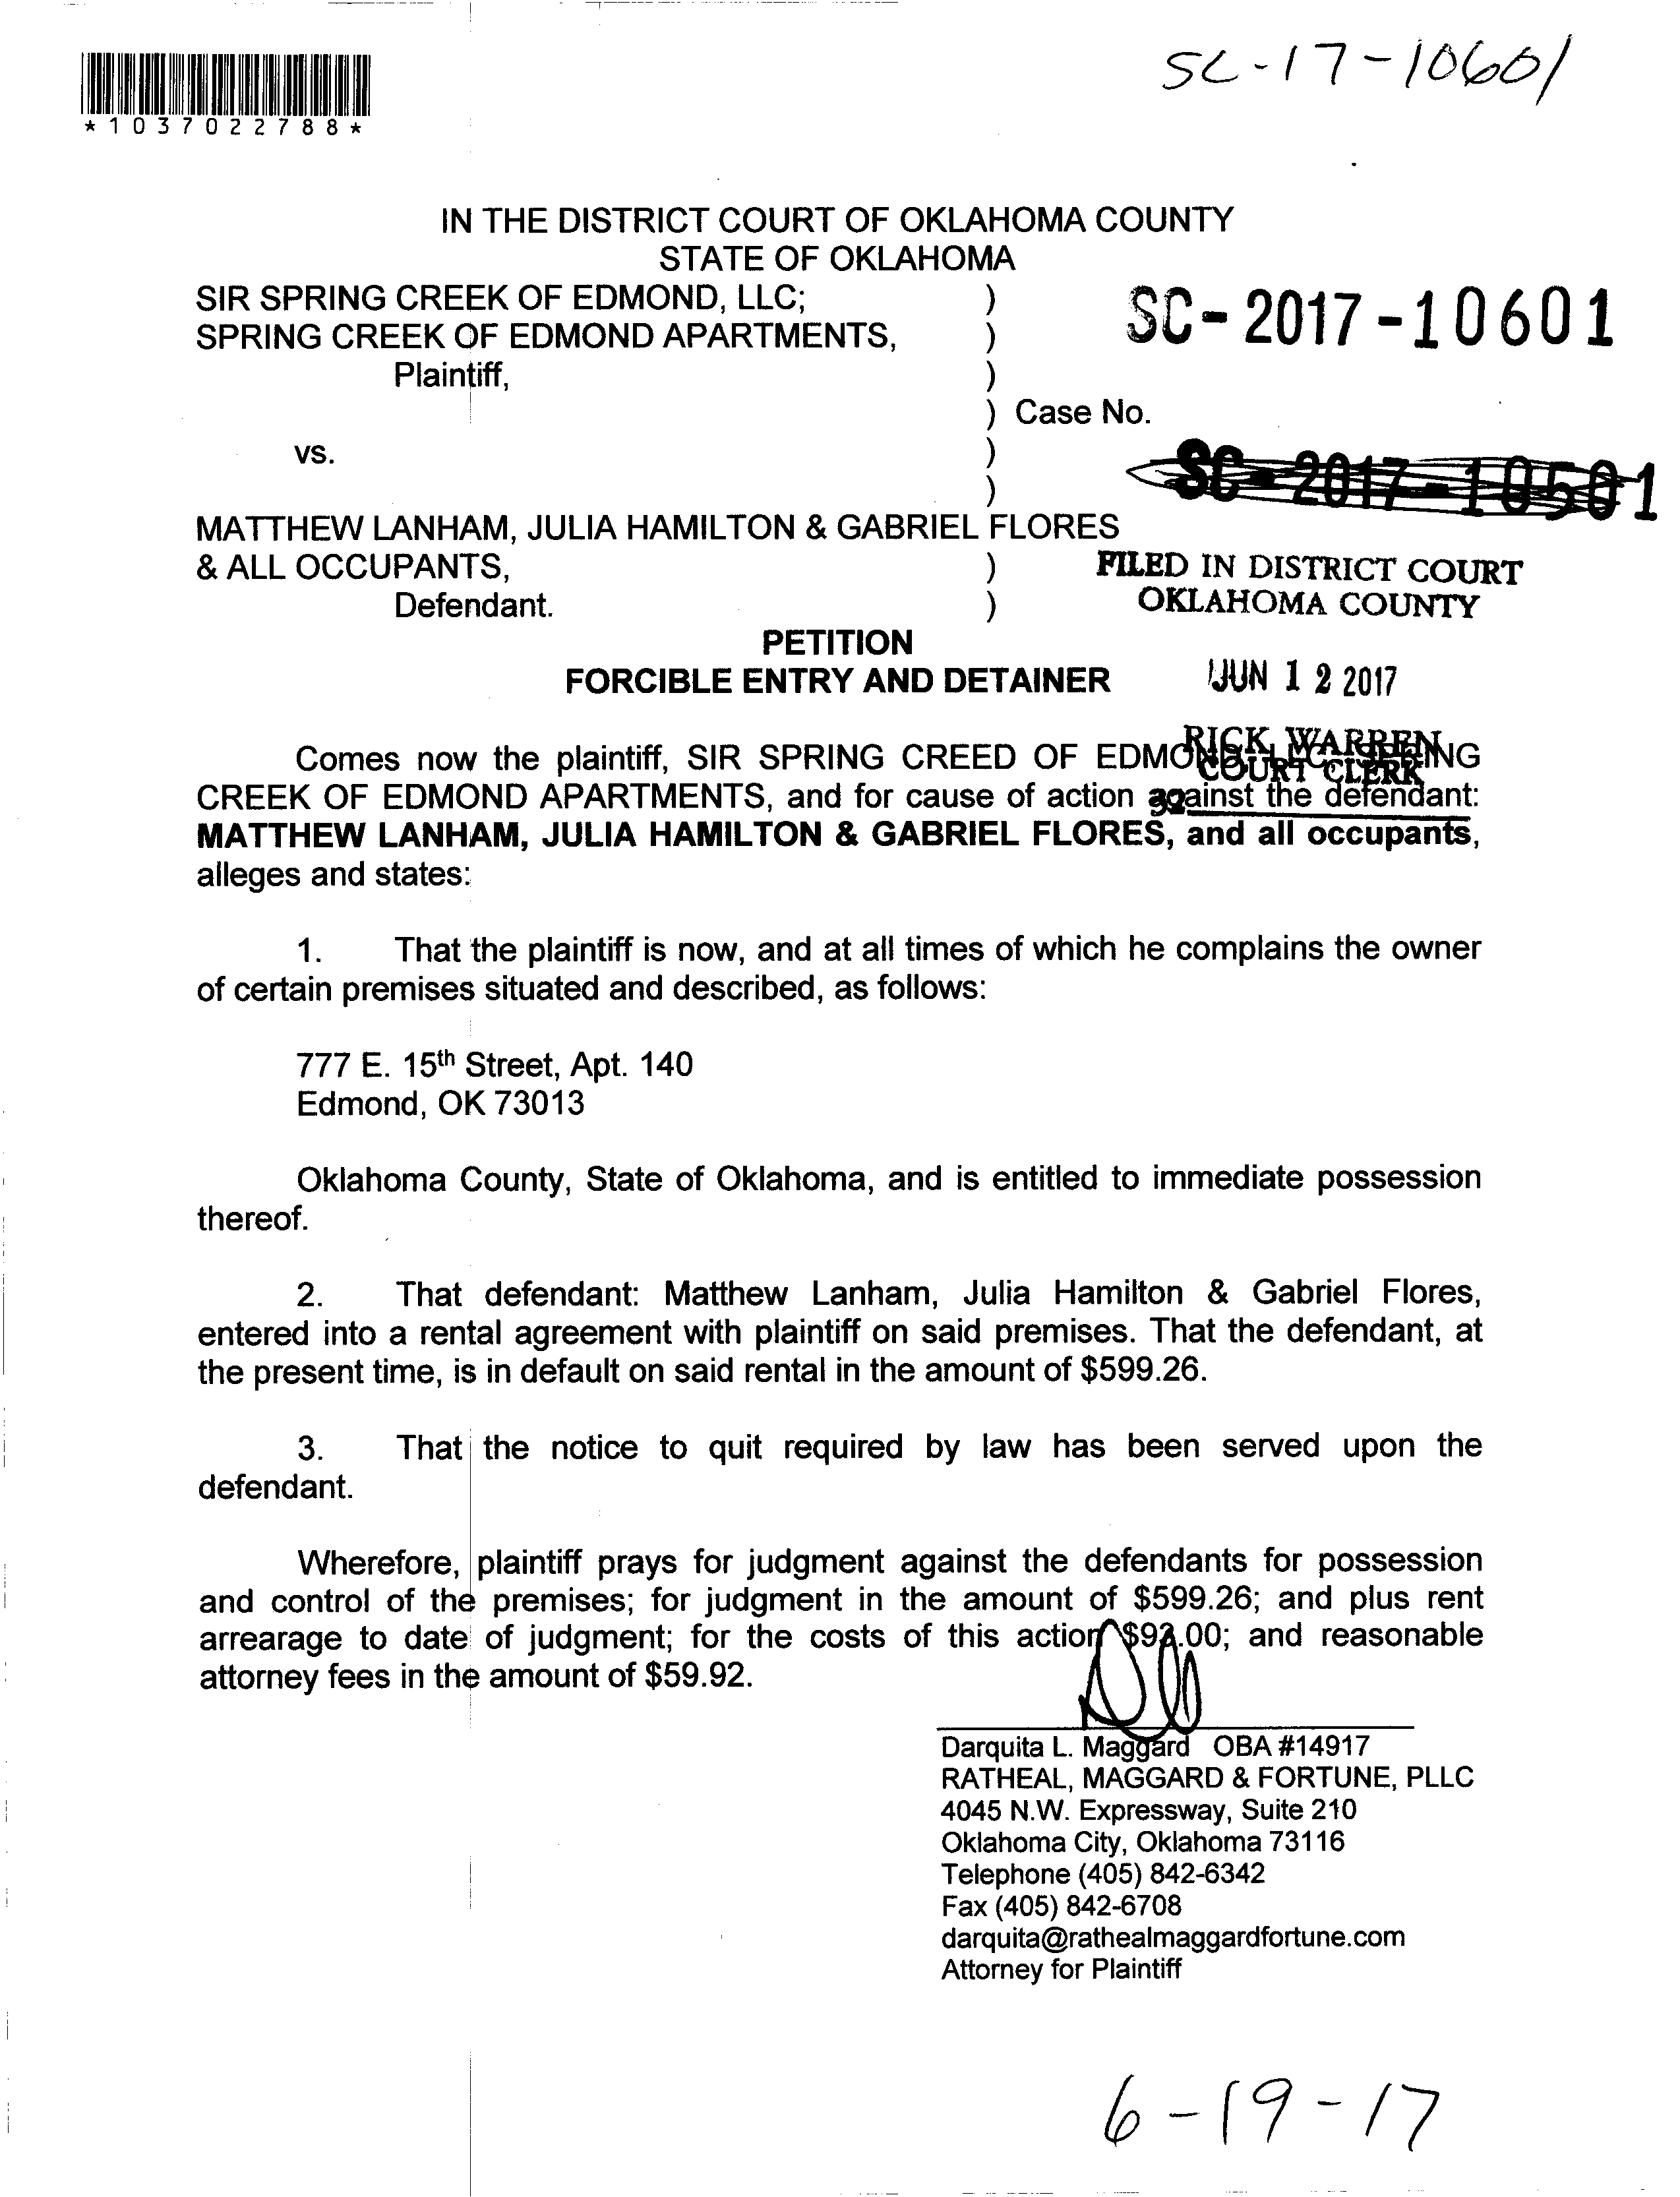 SC-17-10601
*1037022788*
IN THE DISTRICT COURT OF OKLAHOMA COUNTY
STATE OF OKLAHOMA
SIR SPRING CREEK OF EDMOND, LLC; )
SC-2017-10601
SPRING CREEK OF EDMOND APARTMENTS, )
Plaintiff, )
) Case No.
vs. )
SC-2017-10501
)
MATTHEW LANHAM, JULIA HAMILTON & GABRIEL FLORES
& ALL OCCUPANTS, )
Defendant. )
FILED IN DISTRICT COURT
OKLAHOMA COUNTY
PETITION
FORCIBLE ENTRY AND DETAINER
JUN 12 2017
RICK WARREN
COURT CLERK
Comes now the plaintiff, SIR SPRING CREED OF EDMOND LLC; SPRING
CREEK OF EDMOND APARTMENTS, and for cause of action against the defendant:
MATTHEW LANHAM, JULIA HAMILTON & GABRIEL FLORES, and all occupants,
alleges and states:
1. That the plaintiff is now, and at all times of which he complains the owner
of certain premises situated and described, as follows:
777 E. 15th Street, Apt. 140
Edmond, OK 73013
Oklahoma County, State of Oklahoma, and is entitled to immediate possession
thereof.
2. That defendant: Matthew Lanham, Julia Hamilton & Gabriel Flores,
entered into a rental agreement with plaintiff on said premises. That the defendant, at
the present time, is in default on said rental in the amount of $599.26.
3. That the notice to quit required by law has been served upon the
defendant.
Wherefore, plaintiff prays for judgment against the defendants for possession
and control of the premises; for judgment in the amount of $599.26; and plus rent
arrearage to date of judgment; for the costs of this action and reasonable
attorney fees in the amount of $59.92.
Darquita L. Maggard OBA #14917
RATHEAL, MAGGARD & FORTUNE, PLLC
4045 N.W. Expressway, Suite 210
Oklahoma City, Oklahoma 73116
Telephone (405) 842-6342
Fax (405) 842-6708
darquita@rathealmaggardfortune.com
Attorney for Plaintiff
6-19-17